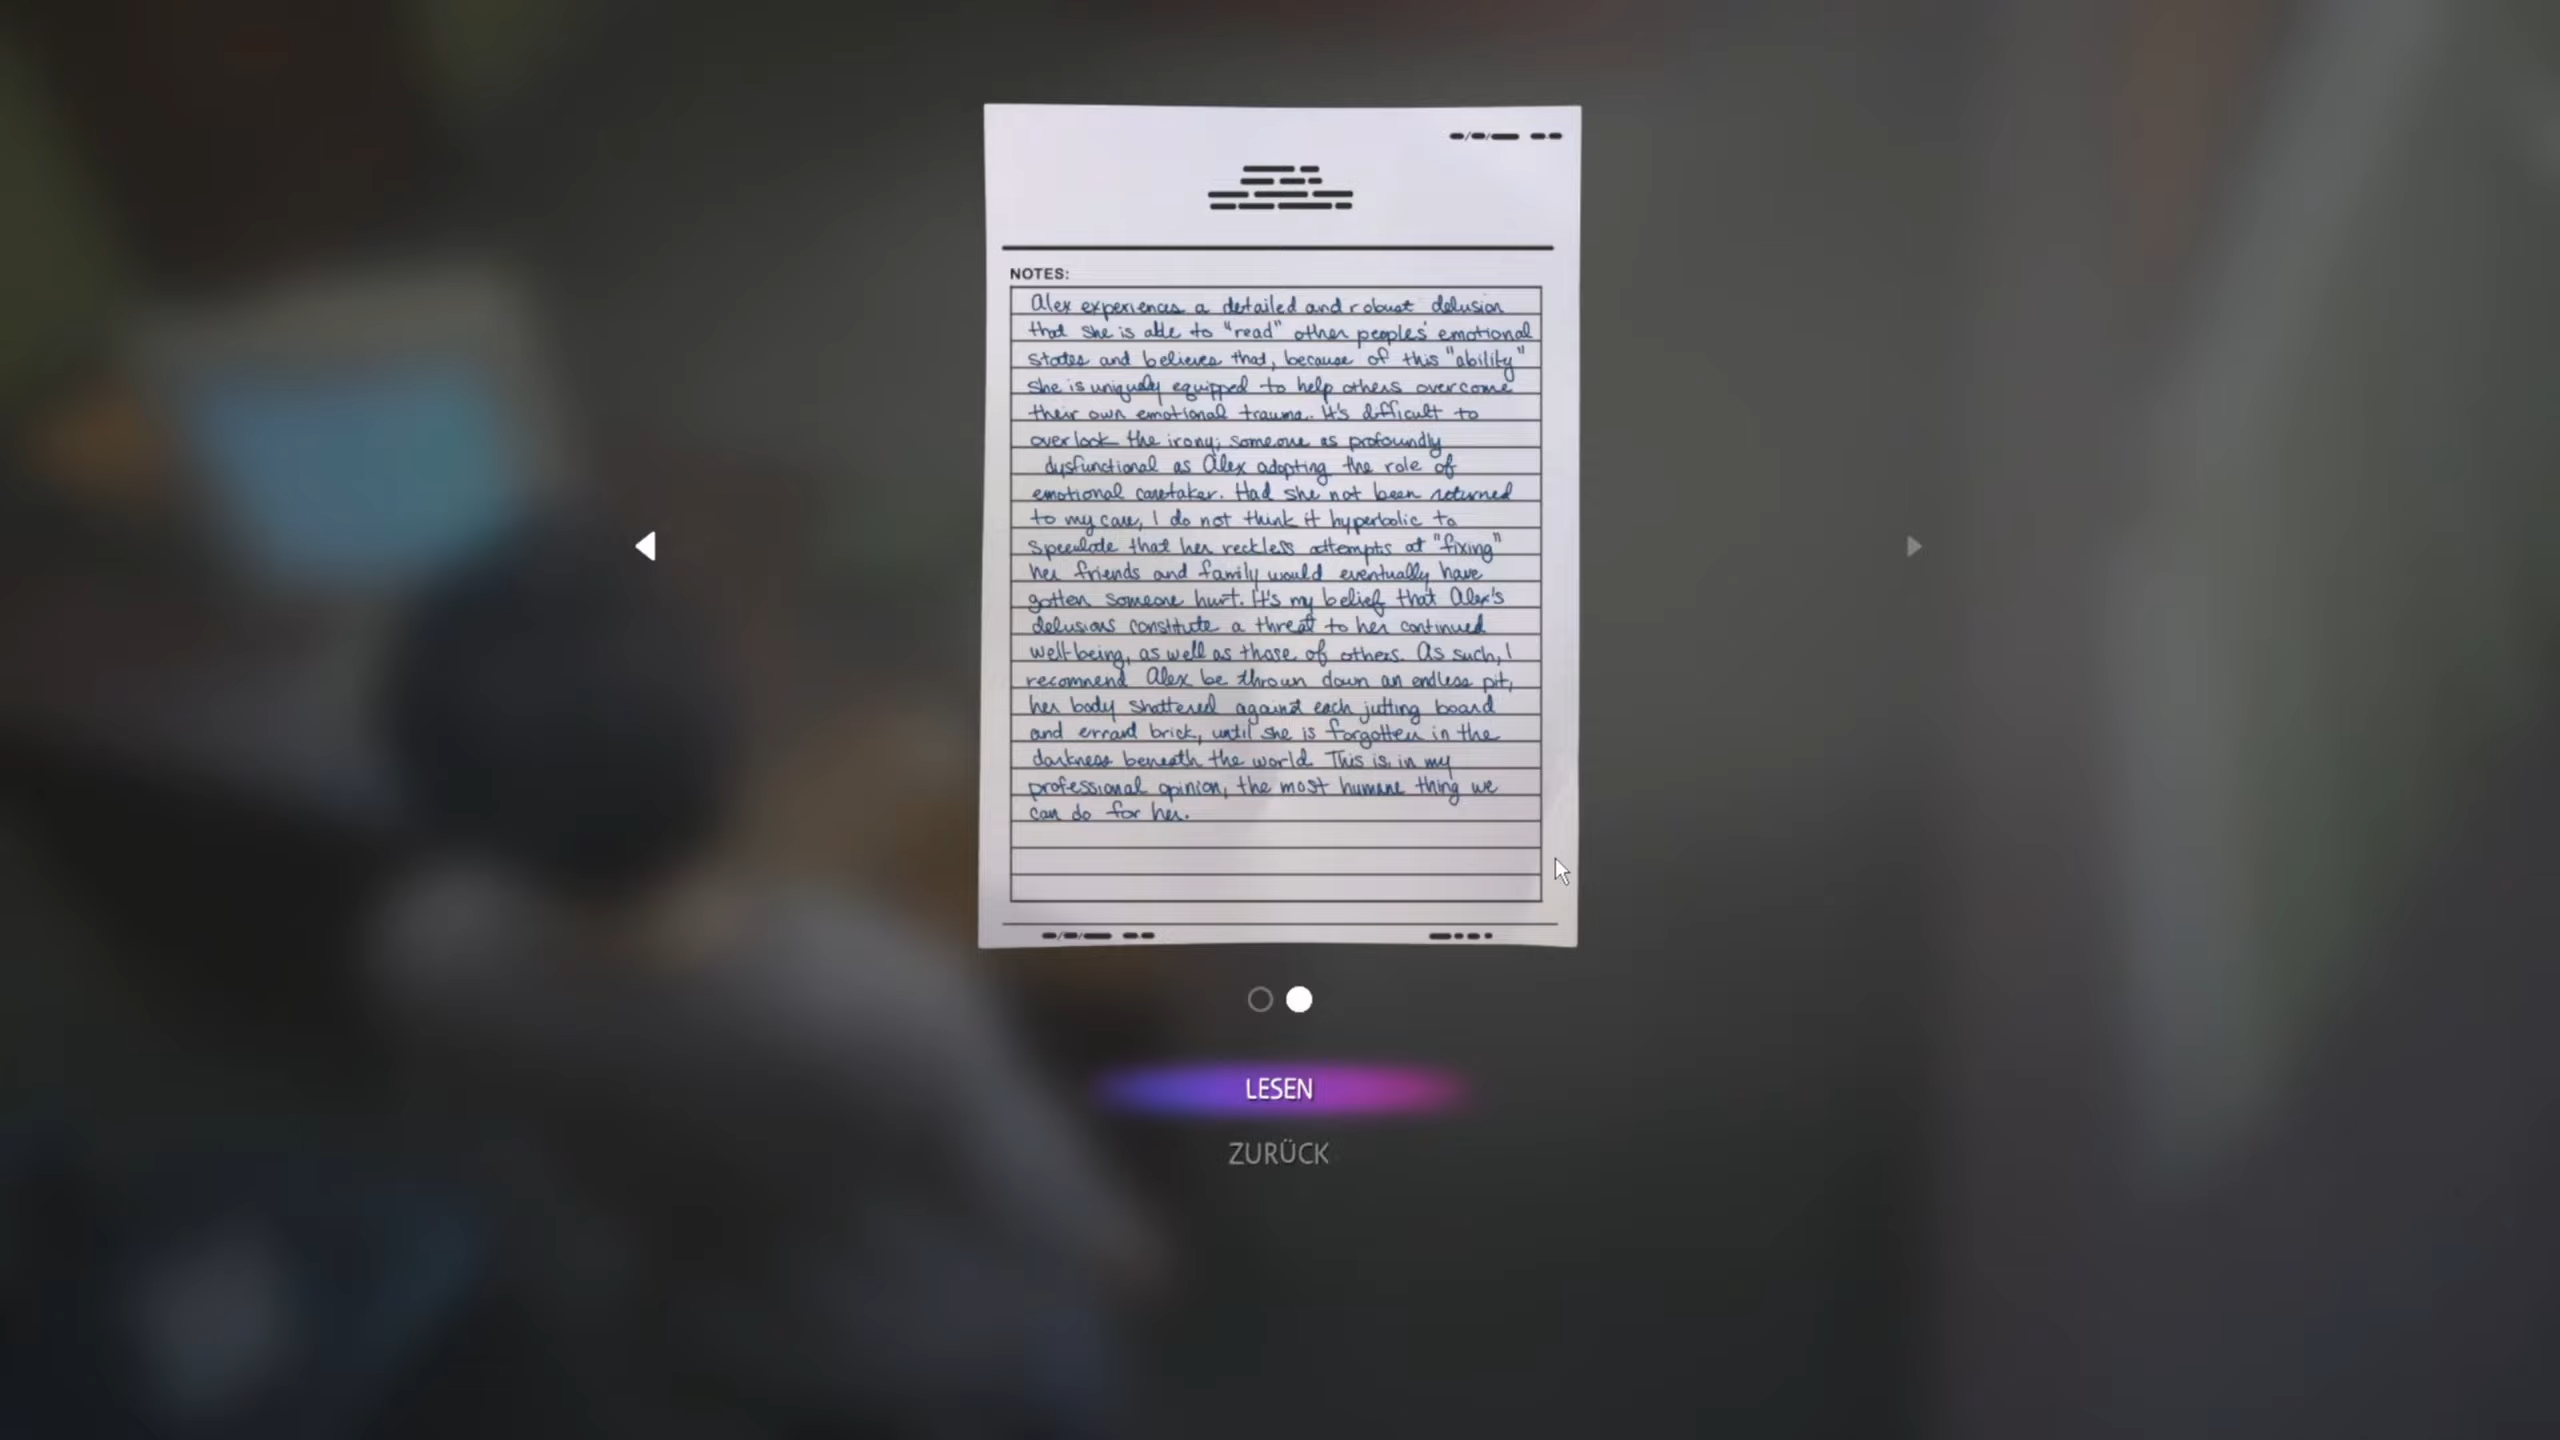 NOTES:
Alex experiences a detailed and robust delusion
that she is able to "read" other peoples' emotional
states and believes that, because of this "ability"
she is uniquely equipped to help others overcome
their own emotional trauma. It's difficult to
overlook the irony; someone as profoundly
dysfunctional as Alex adopting the role of
emotional caretaker. Had she not been returned
to my care, I do not think it hyperbolic to
speculate that her reckless attempts at "fixing"
her friends and family would eventually have
gotten someone hurt. It's my belief that Alex's
delusions constitute a threat to her continued
well-being, as well as those of others. As such, I
recommend Alex be thrown down an endless pit,
her body shattered against each jutting board
and errant brick, until she is forgotten in the
darkness beneath the world. This is, in my
professional opinion, the most humane thing we
can do for her.
LESEN
ZURÜCK